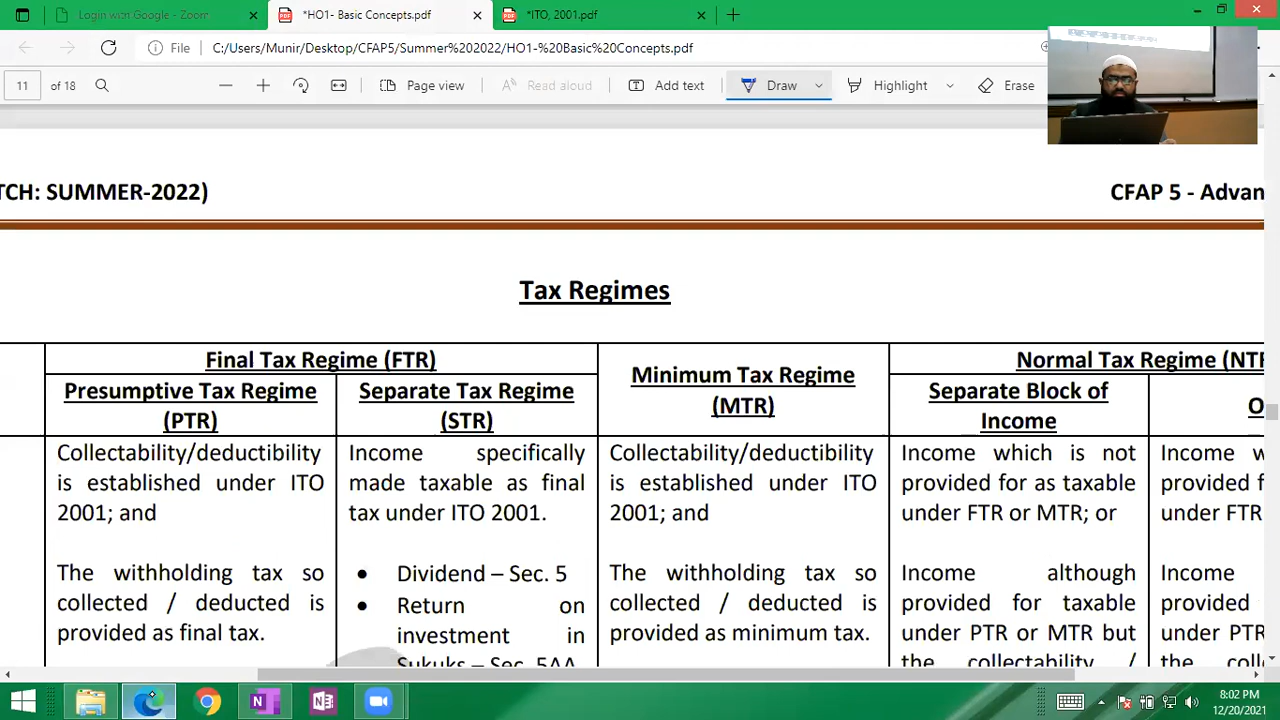 Login with Google - Zoom
*HO1- Basic Concepts.pdf
*ITO, 2001.pdf
File
C:/Users/Munir/Desktop/CFAP5/Summer%202022/HO1-%20Basic%20Concepts.pdf
11 of 18
Page view
Read aloud
Add text
Draw
Highlight
Erase
TCH: SUMMER-2022)
CFAP 5 - Advan
Tax Regimes
Final Tax Regime (FTR)
Presumptive Tax Regime
(PTR)
Separate Tax Regime
(STR)
Minimum Tax Regime
(MTR)
Normal Tax Regime (NTR
Separate Block of
Income
O
Collectability/deductibility
is established under ITO
2001; and
The withholding tax so
collected / deducted is
provided as final tax.
Income specifically
made taxable as final
tax under ITO 2001.
• Dividend – Sec. 5
• Return on
investment in
Sukuks – Sec. 5AA
Collectability/deductibility
is established under ITO
2001; and
The withholding tax so
collected / deducted is
provided as minimum tax.
Income which is not
provided for as taxable
under FTR or MTR; or
Income although
provided for taxable
under PTR or MTR but
the collectability /
Income w
provided f
under FTR
Income
provided
under PTR
the coll
8:02 PM
12/20/2021